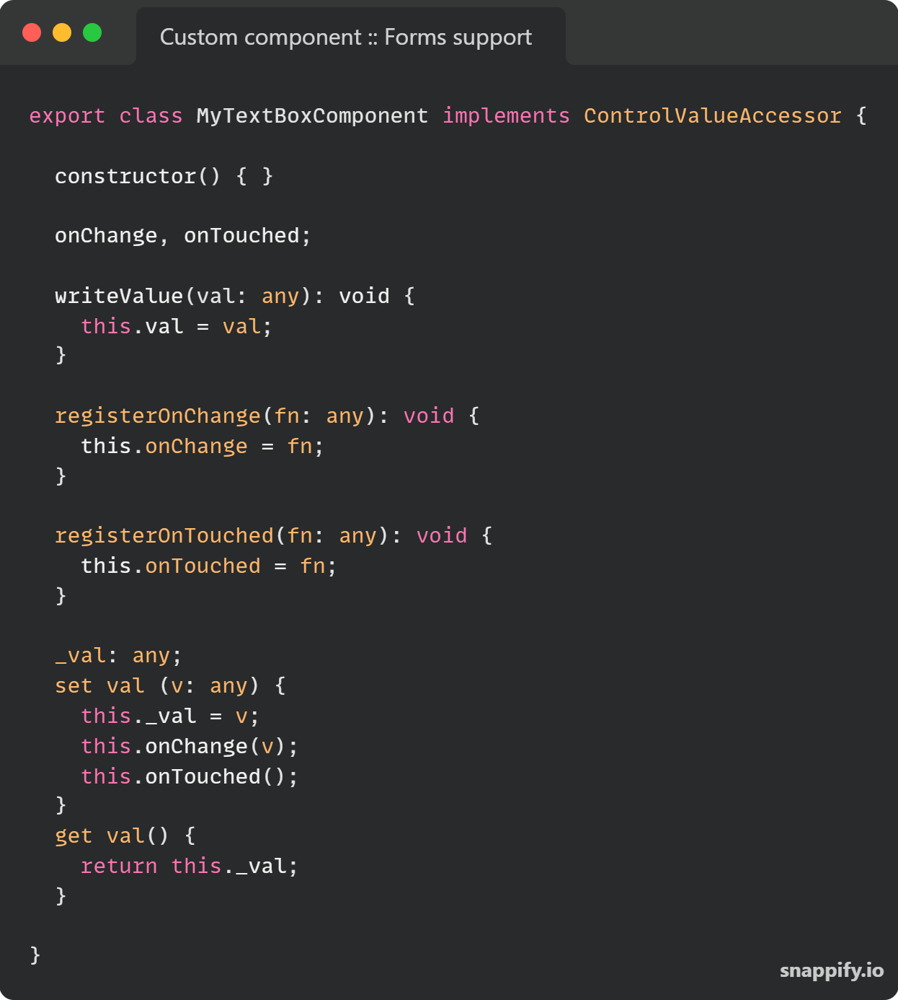 Custom component :: Forms support
export class MyTextBoxComponent implements ControlValueAccessor {
constructor() { }
onChange, onTouched;
writeValue(val: any): void {
this.val = val;
}
registerOnChange(fn: any): void {
this.onChange = fn;
}
registerOnTouched(fn: any): void {
this.onTouched = fn;
}
_val: any;
set val (v: any) {
this._val = v;
this.onChange(v);
this.onTouched();
}
get val() {
return this._val;
}
}
snappify.io